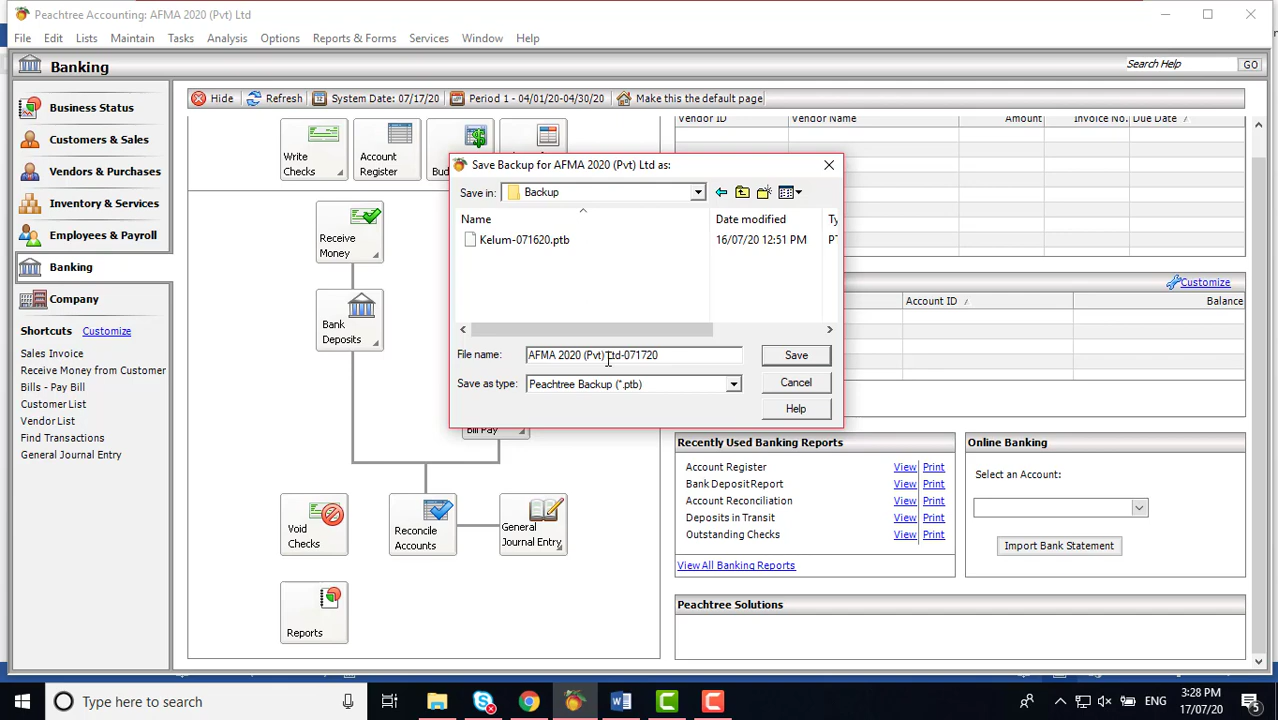 Peachtree Accounting: AFMA 2020 (Pvt) Ltd
File Edit Lists Maintain Tasks Analysis Options Reports & Forms Services Window Help
Banking
Search Help GO
Business Status
Customers & Sales
Vendors & Purchases
Inventory & Services
Employees & Payroll
Banking
Company
Shortcuts Customize
Sales Invoice
Receive Money from Customer
Bills - Pay Bill
Customer List
Vendor List
Find Transactions
General Journal Entry
Hide Refresh System Date: 07/17/20 Period 1 - 04/01/20-04/30/20 Make this the default page
Write
Checks
Account
Register
Receive
Money
Bank
Deposits
Bill Pay
Void
Checks
Reconcile
Accounts
General
Journal Entry
Reports
Save Backup for AFMA 2020 (Pvt) Ltd as:
Save in: Backup
Name Date modified
Kelum-071620.ptb 16/07/20 12:51 PM
File name: AFMA 2020 (Pvt) Ltd-071720 Save
Save as type: Peachtree Backup (*.ptb) Cancel
Help
Vendor ID Vendor Name Amount Invoice No. Due Date
Customize
Account ID Balance
Recently Used Banking Reports
Account Register View Print
Bank Deposit Report View Print
Account Reconciliation View Print
Deposits in Transit View Print
Outstanding Checks View Print
View All Banking Reports
Online Banking
Select an Account:
Import Bank Statement
Peachtree Solutions
Type here to search
ENG
3:28 PM
17/07/20
5